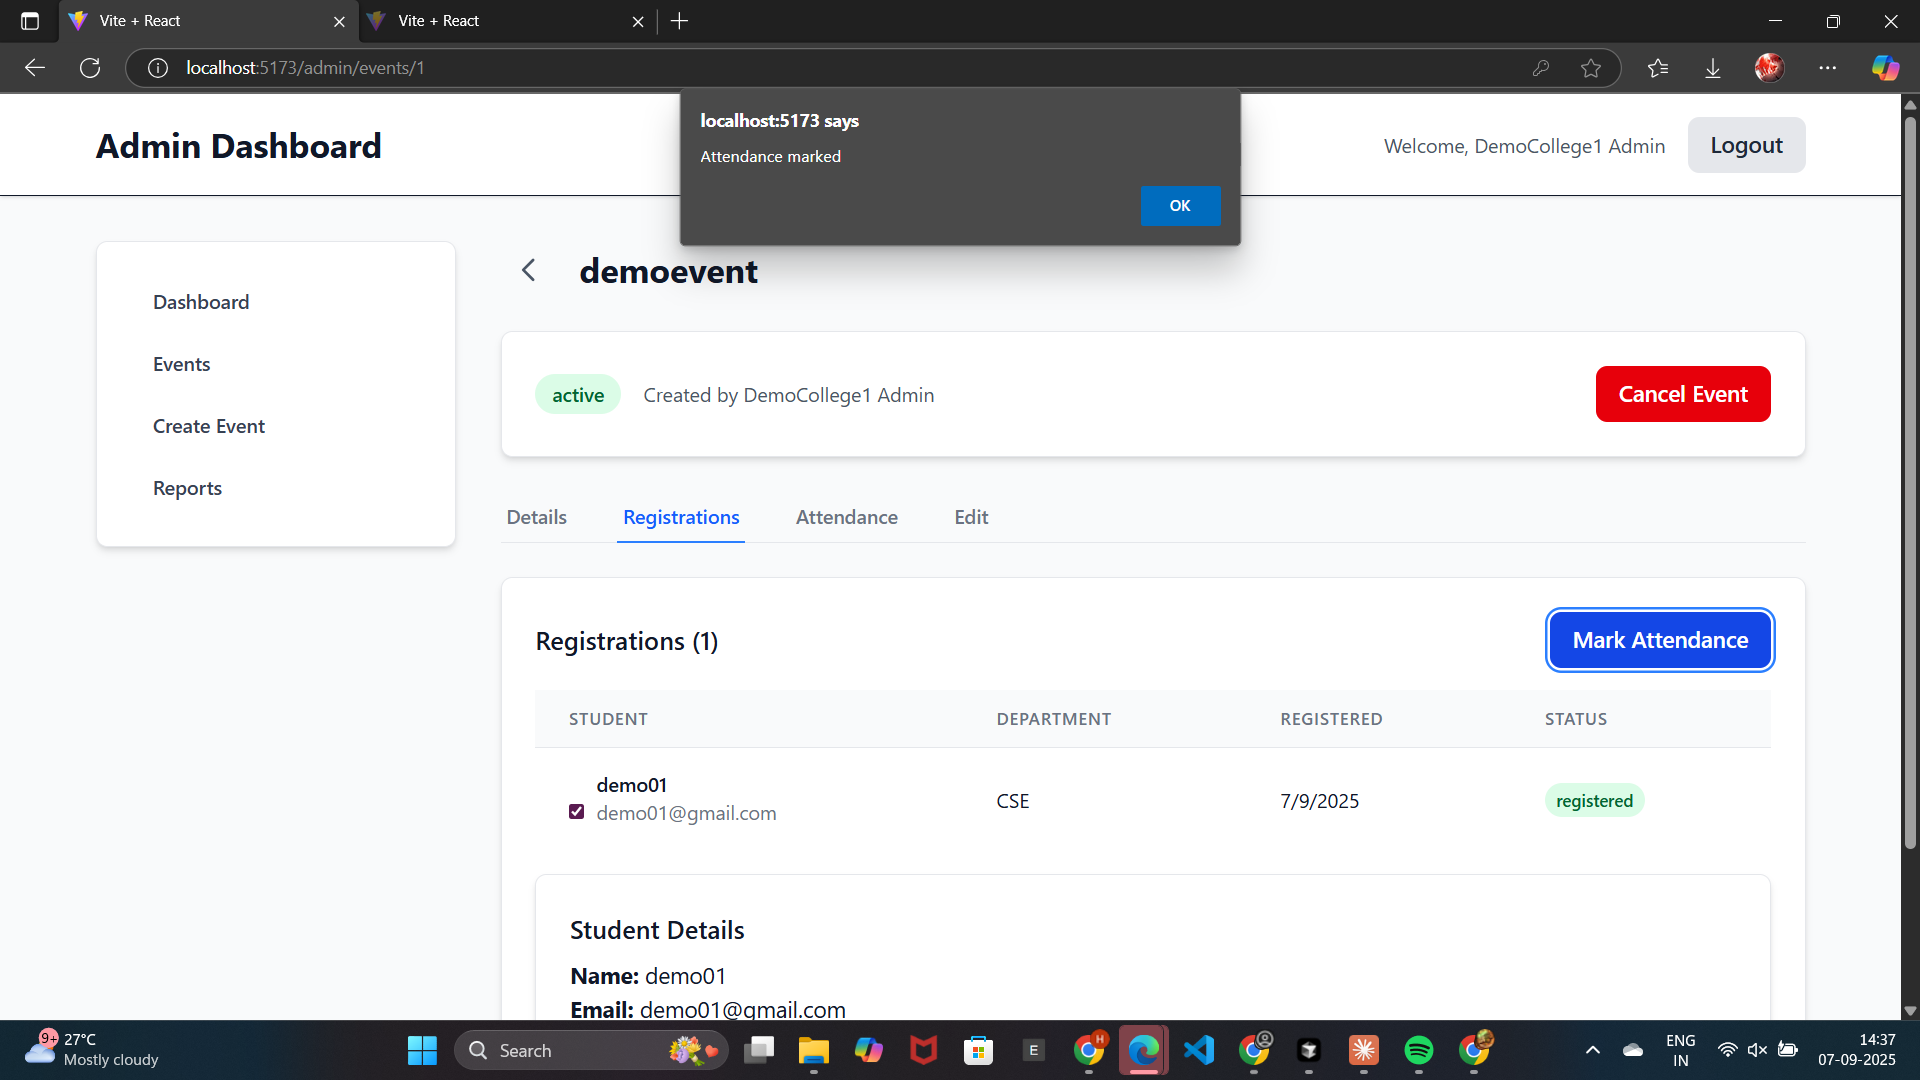 Vite + React
Vite + React
localhost:5173/admin/events/1
localhost:5173 says
Attendance marked
OK
Admin Dashboard
Welcome, DemoCollege1 Admin
Logout
Dashboard
Events
Create Event
Reports
demoevent
active
Created by DemoCollege1 Admin
Cancel Event
Details
Registrations
Attendance
Edit
Registrations (1)
Mark Attendance
STUDENT DEPARTMENT REGISTERED STATUS
demo01
demo01@gmail.com
CSE
7/9/2025
registered
Student Details
Name: demo01
Email: demo01@gmail.com
9+
27°C
Mostly cloudy
Search
E
H
ENG
IN
14:37
07-09-2025